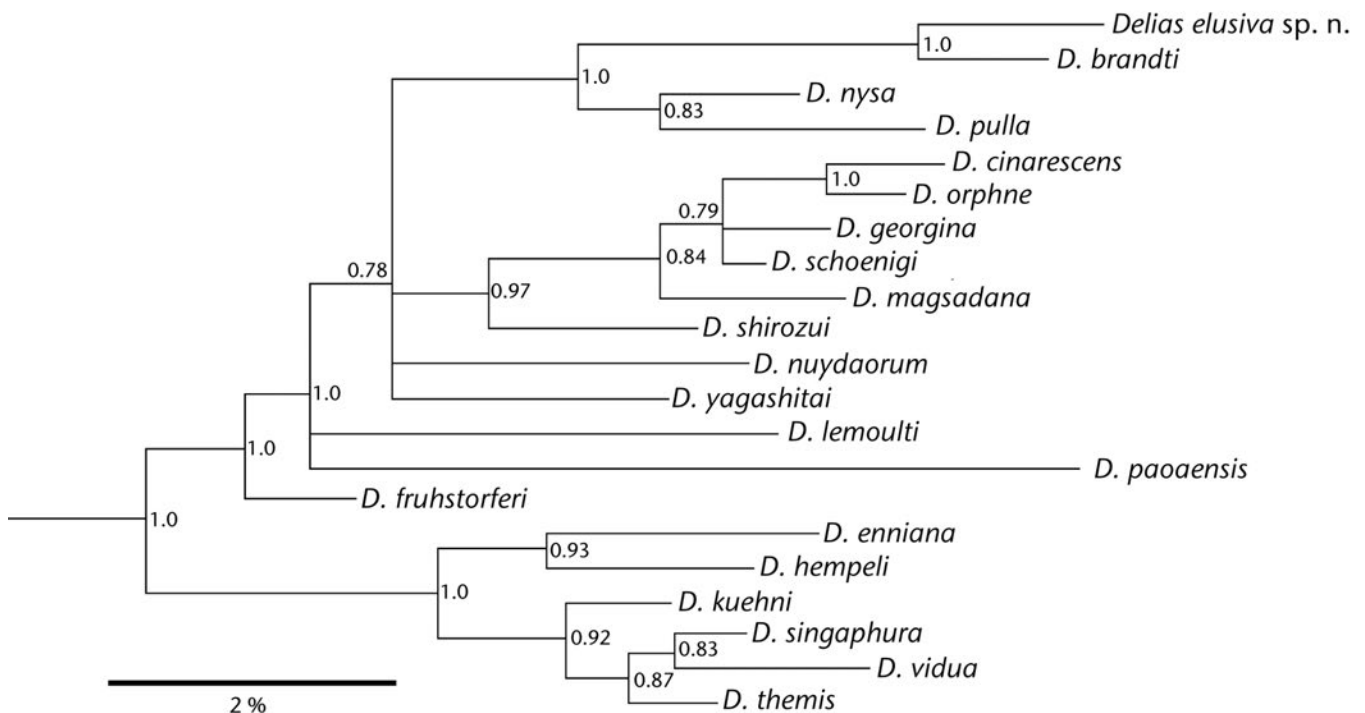 Delias elusiva sp. n.
1.0
D. brandti
1.0
D. nysa
0.83
D. pulla
D. cinarescens
1.0
D. orphne
0.79
D. georgina
0.84
D. schoenigi
0.78
0.97
D. magsadana
D. shirozui
D. nuydaorum
1.0
D. yagashitai
D. lemoulti
1.0
D. paoaensis
D. fruhstorferi
1.0
D. enniana
0.93
D. hempeli
1.0
D. kuehni
0.92
D. singaphura
0.83
D. vidua
0.87
D. themis
2 %